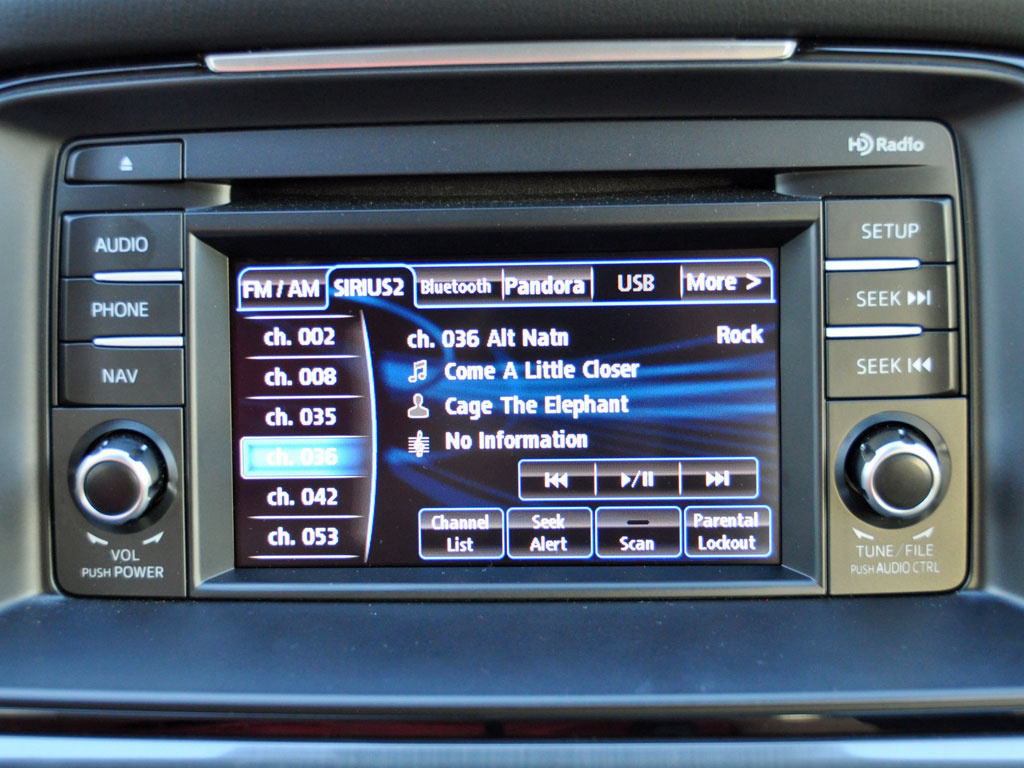 HD Radio
AUDIO
PHONE
NAV
VOL
PUSH POWER
FM / AM
SIRIUS2
Bluetooth
Pandora
USB
More >
ch. 002
ch. 008
ch. 035
ch. 036
ch. 042
ch. 053
ch. 036 Alt Natn
Rock
Come A Little Closer
Cage The Elephant
No Information
Channel
List
Seek
Alert
Scan
Parental
Lockout
SETUP
SEEK
SEEK
TUNE/FILE
PUSH AUDIO CTRL